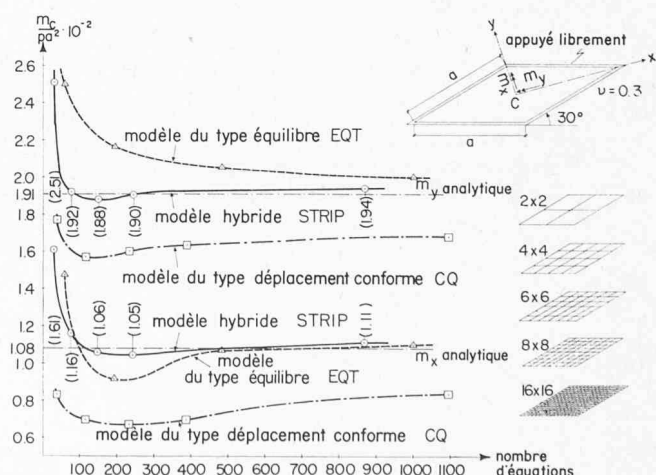 m_c
pa² · 10⁻²
2.6
2.4
2.2
2.0
1.91
1.8
1.6
1.4
1.2
1.08
1.0
0.8
0.6
modèle du type équilibre EQT
m_y analytique
(2.51)
(1.92)
(1.88)
(1.90)
(1.94)
modèle hybride STRIP
modèle du type déplacement conforme CQ
(1.61)
(1.16)
(1.06)
(1.05)
(1.11)
modèle hybride STRIP
m_x analytique
modèle
du type équilibre EQT
modèle du type déplacement conforme CQ
100 200 300 400 500 600 700 800 900 1000 1100
nombre
d'équations
y
appuyé librement
x
a
m_x
m_y
C
ν=0.3
30°
a
2x2
4x4
6x6
8x8
16x16